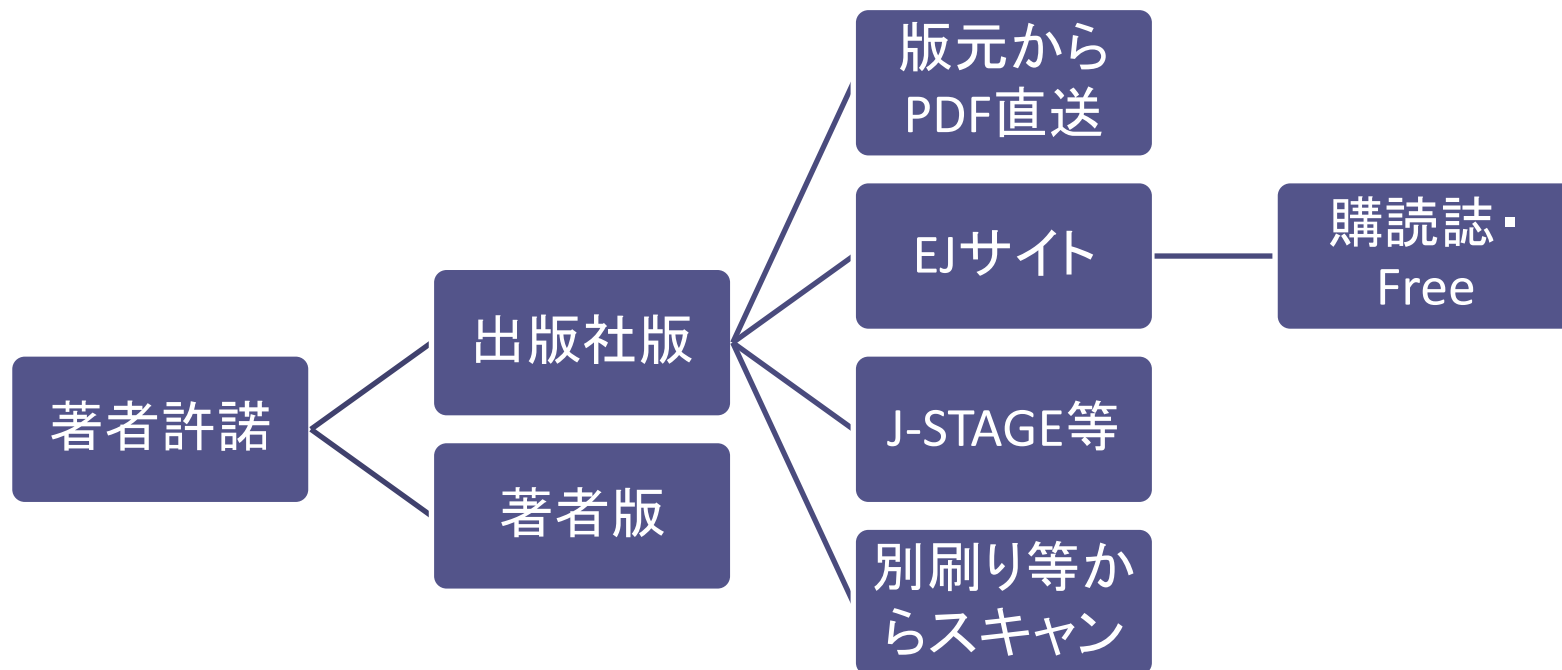 著者許諾
出版社版
著者版
版元から
PDF直送
EJサイト
J-STAGE等
別刷り等か
らスキャン
購読誌・
Free